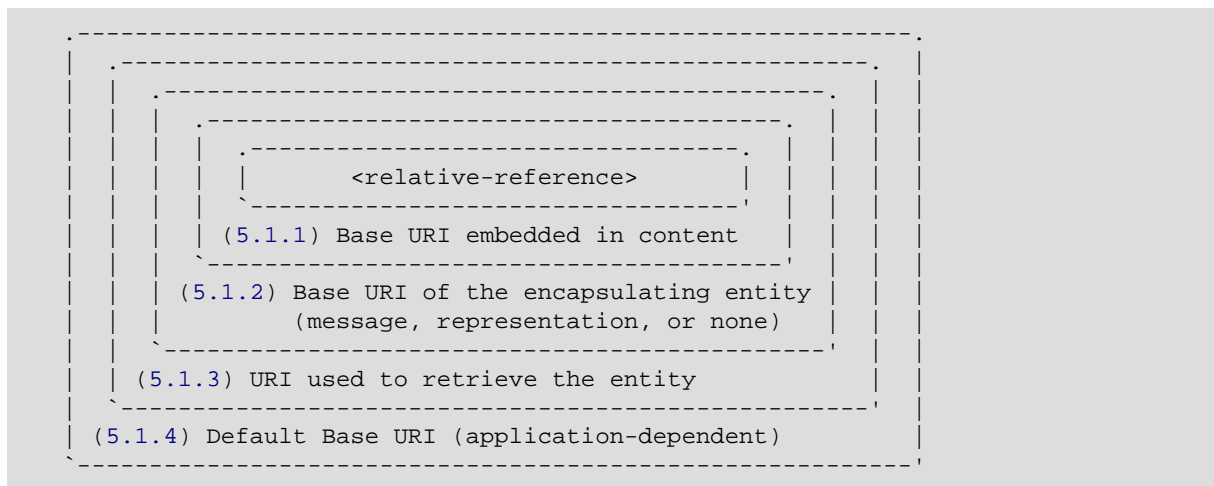 <relative-reference>
(5.1.1) Base URI embedded in content
(5.1.2) Base URI of the encapsulating entity
(message, representation, or none)
(5.1.3) URI used to retrieve the entity
(5.1.4) Default Base URI (application-dependent)